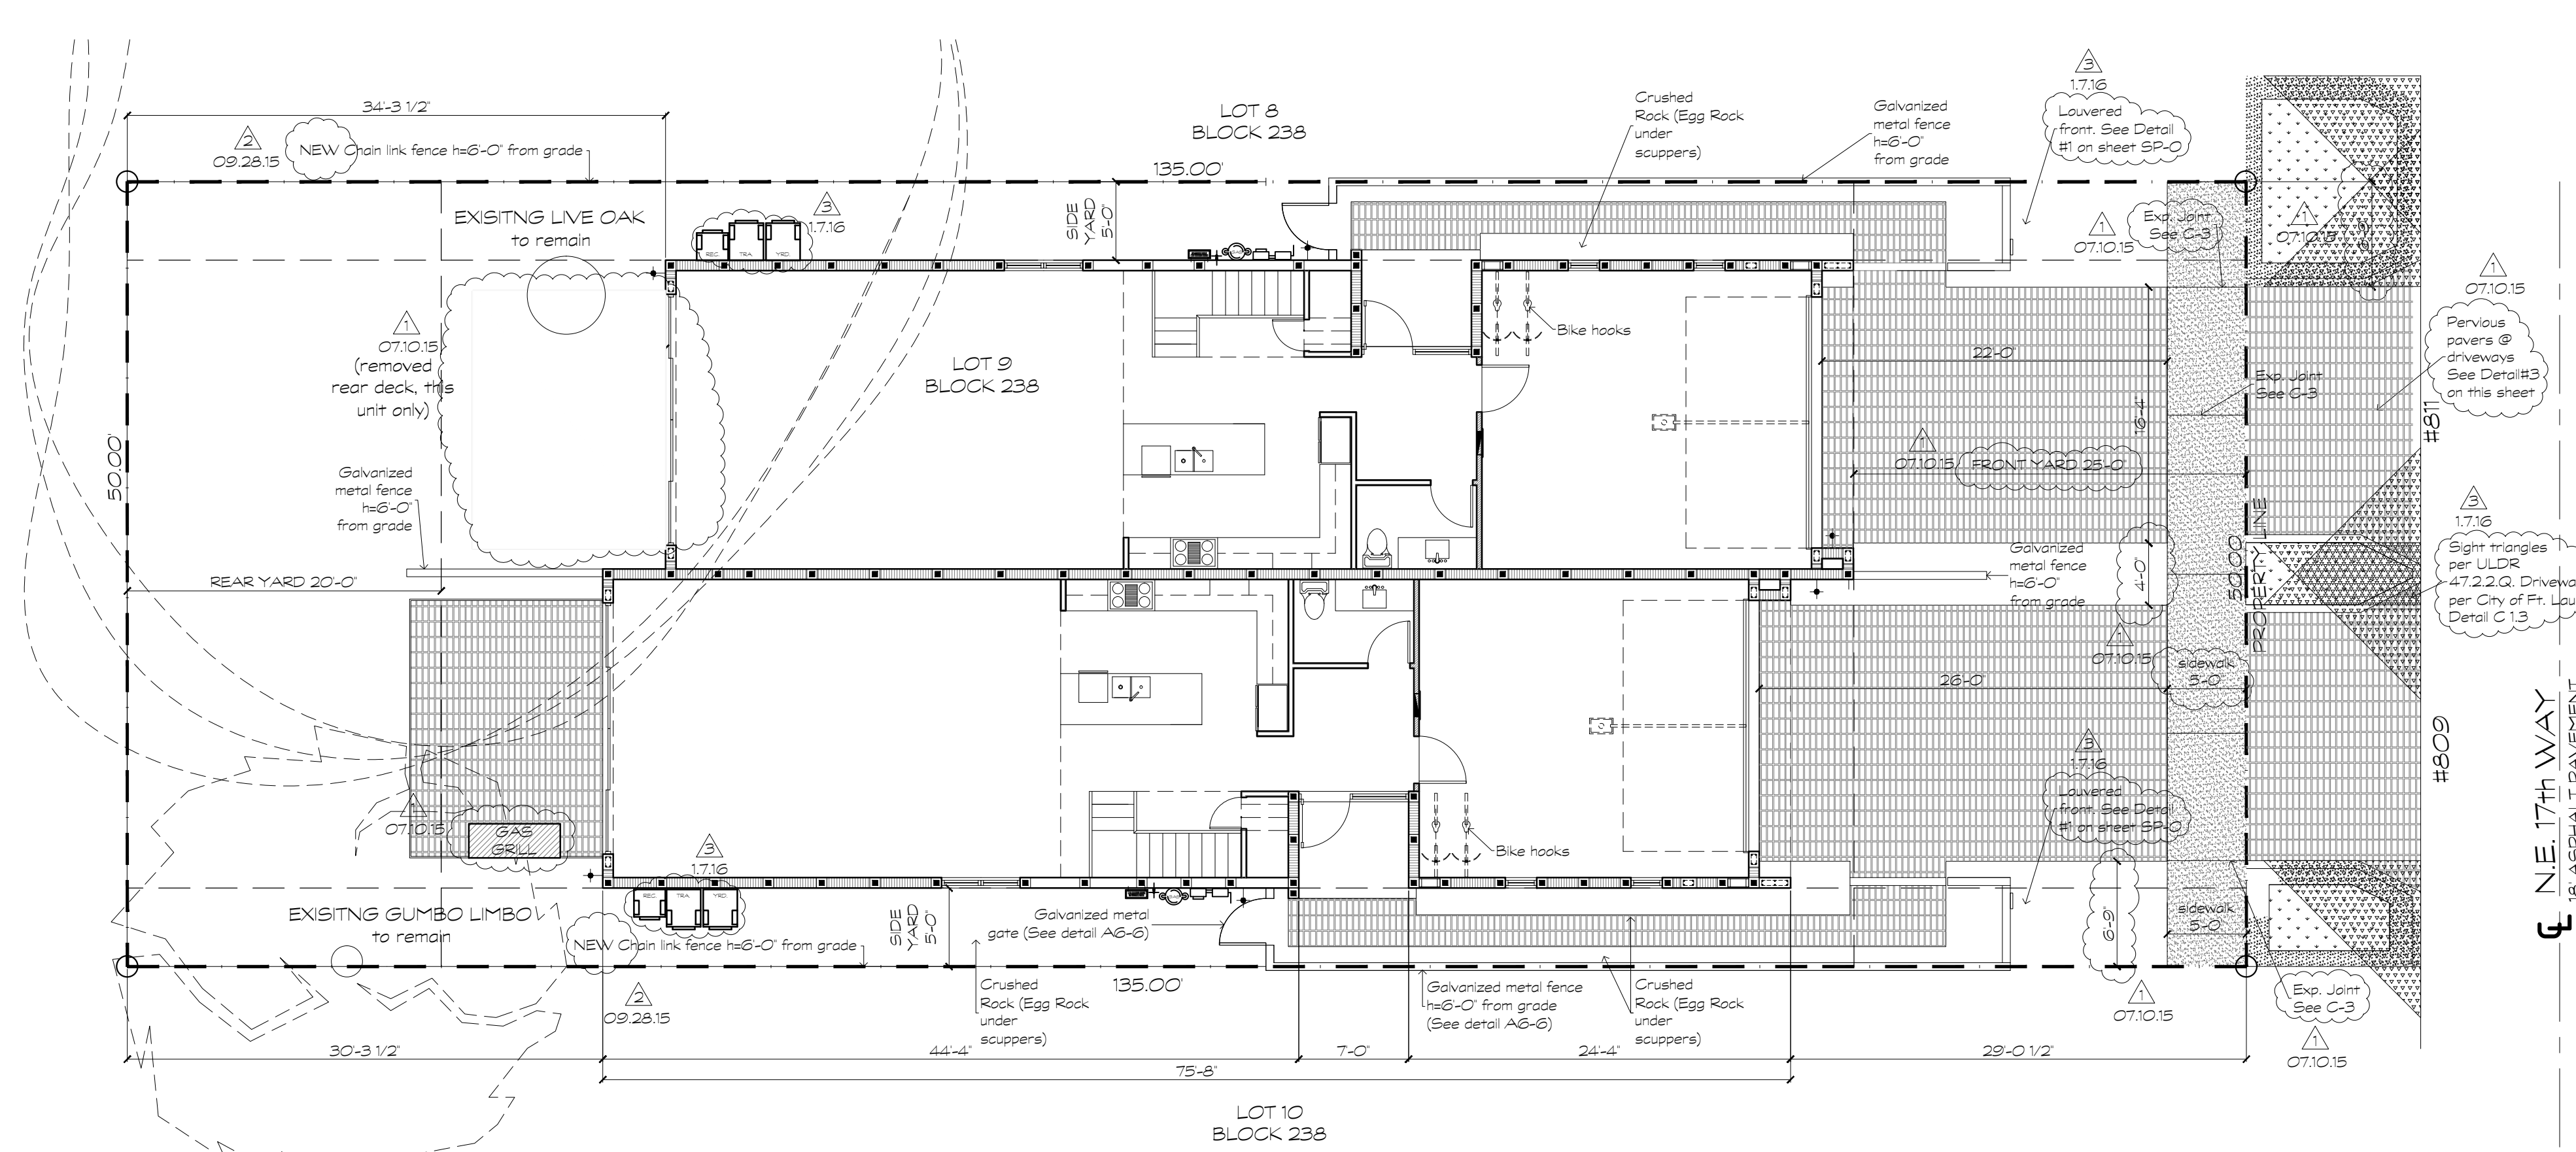 34'-3 1/2"
2
09.28.15
NEW Chain link fence h=6'-0" from grade
LOT 8
BLOCK 238
135.00'
Crushed
Rock (Egg Rock
under
scuppers)
Galvanized
metal fence
h=6'-0"
from grade
3
1.7.16
Louvered
front. See Detail
#1 on sheet SP-0
EXISITNG LIVE OAK
to remain
3
1.7.16
REC.
TRA.
YRD.
SIDE
YARD
5'-0"
1
07.10.15
Exp. Joint
See C-3
1
07.10.15
1
07.10.15
Pervious
pavers @
driveways
See Detail#3
on this sheet
1
07.10.15
(removed
rear deck, this
unit only)
LOT 9
BLOCK 238
Bike hooks
22'-0"
16'-4"
Exp. Joint
See C-3
#811
50.00'
Galvanized
metal fence
h=6'-0"
from grade
1
07.10.15
FRONT YARD 25'-0"
PROPERTY LINE
50.00'
3
1.7.16
Sight triangles
per ULDR
47.2.2.Q. Drivewa
per City of Ft. Lau
Detail C 1.3
REAR YARD 20'-0"
Galvanized
metal fence
h=6'-0"
from grade
4'-0"
1
07.10.15
sidewalk
5'-0"
26'-0"
#809
N.E. 17th WAY
18' ASPHALT PAVEMENT
1
07.10.15
GAS
GRILL
3
1.7.16
Louvered
front. See Detail
#1 on sheet SP-0
Bike hooks
3
1.7.16
REC.
TRA.
YRD.
EXISITNG GUMBO LIMBO
to remain
NEW Chain link fence h=6'-0" from grade
SIDE
YARD
5'-0"
Galvanized metal
gate (See detail A6-6)
6'-9"
sidewalk
5'-0"
2
09.28.15
Crushed
Rock (Egg Rock
under
scuppers)
135.00'
Galvanized metal fence
h=6'-0" from grade
(See detail A6-6)
Crushed
Rock (Egg Rock
under
scuppers)
1
07.10.15
Exp. Joint
See C-3
1
07.10.15
30'-3 1/2"
44'-4"
7'-0"
24'-4"
29'-0 1/2"
75'-8"
LOT 10
BLOCK 238